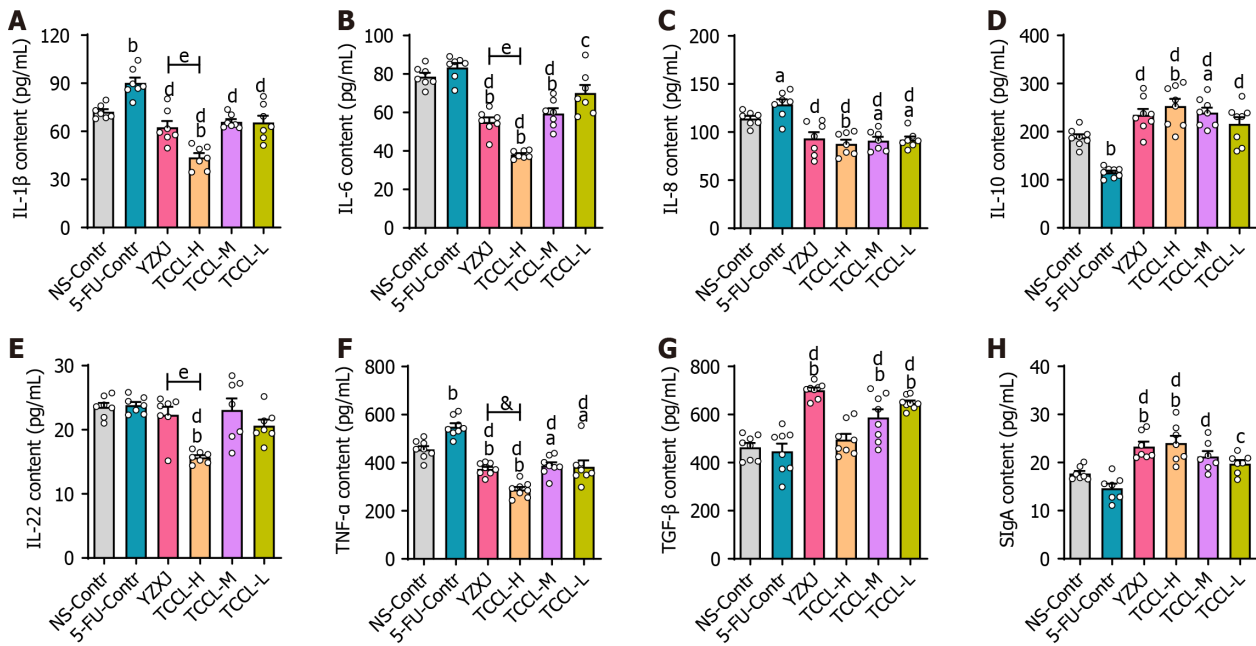 A
IL-1β content (pg/mL)
120
90
60
30
0
b
d
e
d
b
d
d
NS-Contr
5-FU-Contr
YZXJ
TCCL-H
TCCL-M
TCCL-L
B
IL-6 content (pg/mL)
100
80
60
40
20
0
d
b
e
d
b
d
b
c
NS-Contr
5-FU-Contr
YZXJ
TCCL-H
TCCL-M
TCCL-L
C
IL-8 content (pg/mL)
200
150
100
50
0
a
d
d
b
d
a
d
a
NS-Contr
5-FU-Contr
YZXJ
TCCL-H
TCCL-M
TCCL-L
D
IL-10 content (pg/mL)
400
300
200
100
0
b
d
d
b
d
a
d
NS-Contr
5-FU-Contr
YZXJ
TCCL-H
TCCL-M
TCCL-L
E
IL-22 content (pg/mL)
30
20
10
0
e
d
b
NS-Contr
5-FU-Contr
YZXJ
TCCL-H
TCCL-M
TCCL-L
F
TNF-α content (pg/mL)
800
600
400
200
0
b
d
b
&
d
b
d
a
d
a
NS-Contr
5-FU-Contr
YZXJ
TCCL-H
TCCL-M
TCCL-L
G
TGF-β content (pg/mL)
800
600
400
200
0
d
b
d
b
d
b
NS-Contr
5-FU-Contr
YZXJ
TCCL-H
TCCL-M
TCCL-L
H
SIgA content (pg/mL)
40
30
20
10
0
d
b
d
b
d
c
NS-Contr
5-FU-Contr
YZXJ
TCCL-H
TCCL-M
TCCL-L